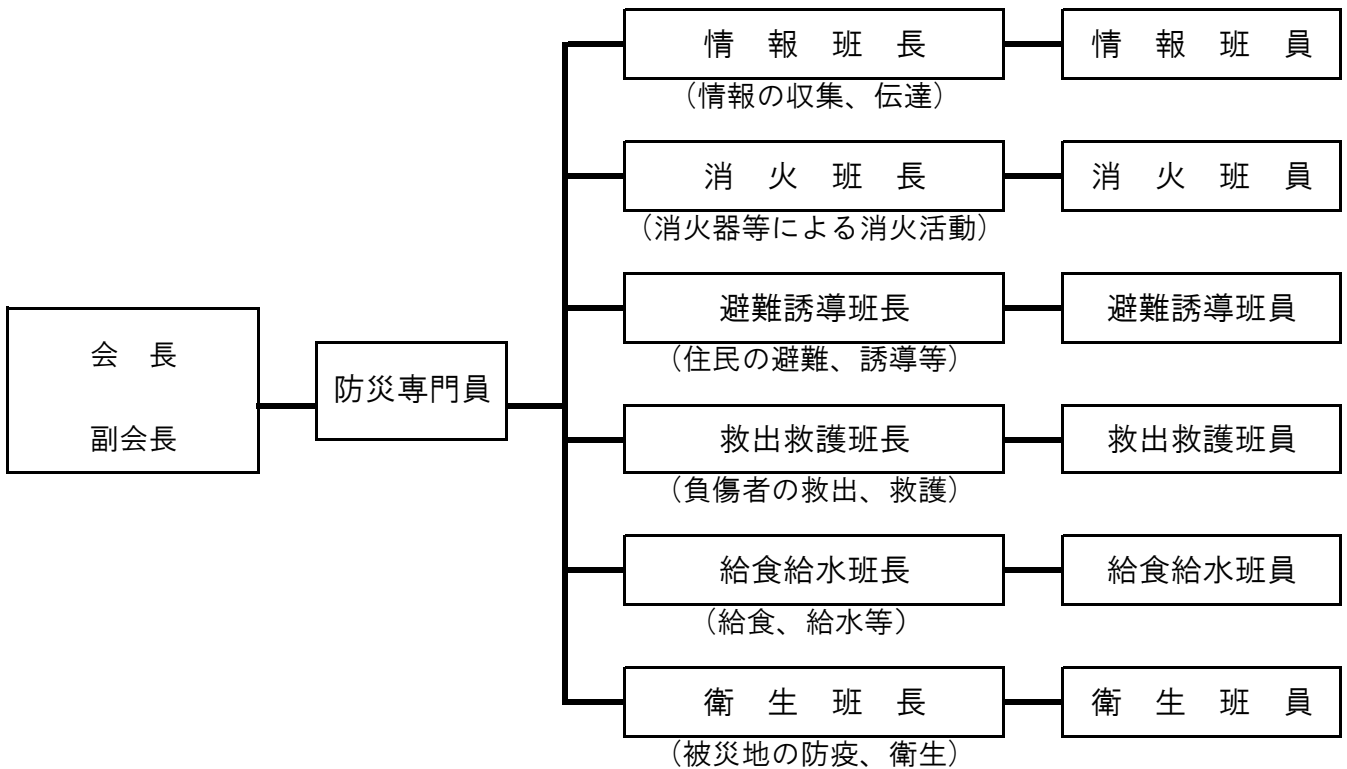 情　報　班　長
情　報　班　員
（情報の収集、伝達）
消　火　班　長
消　火　班　員
（消火器等による消火活動）
避難誘導班長
避難誘導班員
（住民の避難、誘導等）
会　長
副会長
防災専門員
救出救護班長
救出救護班員
（負傷者の救出、救護）
給食給水班長
給食給水班員
（給食、給水等）
衛　生　班　長
衛　生　班　員
（被災地の防疫、衛生）